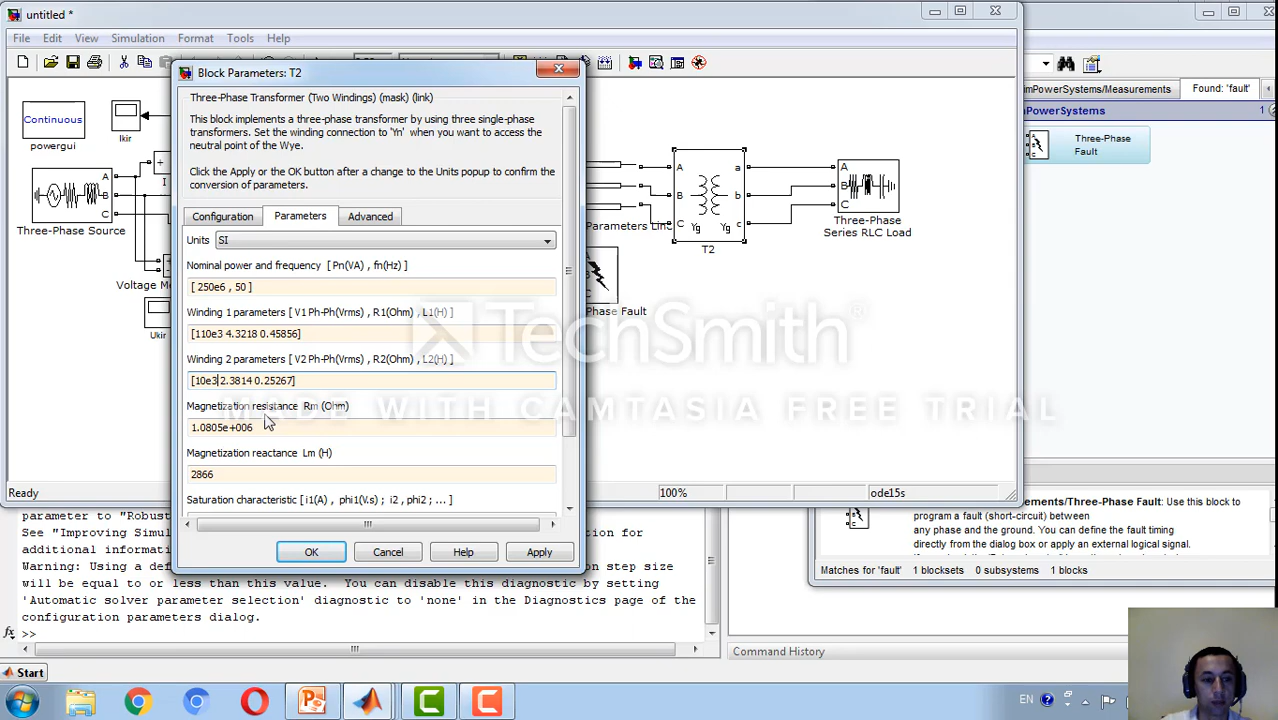 untitled *
File Edit View Simulation Format Tools Help
Block Parameters: T2
Three-Phase Transformer (Two Windings) (mask) (link)
This block implements a three-phase transformer by using three single-phase
transformers. Set the winding connection to 'Yn' when you want to access the
neutral point of the Wye.
Click the Apply or the OK button after a change to the Units popup to confirm the
conversion of parameters.
Configuration Parameters Advanced
Units SI
Nominal power and frequency [ Pn(VA) , fn(Hz) ]
[ 250e6 , 50 ]
Winding 1 parameters [ V1 Ph-Ph(Vrms) , R1(Ohm) , L1(H) ]
[110e3 4.3218 0.45856]
Winding 2 parameters [ V2 Ph-Ph(Vrms) , R2(Ohm) , L2(H) ]
[10e3 2.3814 0.25267]
Magnetization resistance Rm (Ohm)
1.0805e+006
Magnetization reactance Lm (H)
2866
Saturation characteristic [ i1(A) , phi1(V.s) ; i2 , phi2 ; ... ]
OK Cancel Help Apply
Continuous
powergui
Ikir
A
B
C
Three-Phase Source
+
I
Voltage M
Ukir
Parameters Line
A
B
C
a
b
c
Yg Yg
T2
A
B
C
Three-Phase
Series RLC Load
Phase Fault
Ready 100% ode15s
imPowerSystems/Measurements Found: 'fault'
mPowerSystems 1
Three-Phase
Fault
ements/Three-Phase Fault: Use this block to
program a fault (short-circuit) between
any phase and the ground. You can define the fault timing
directly from the dialog box or apply an external logical signal.
Matches for 'fault' 1 blocksets 0 subsystems 1 blocks
parameter to "Robust
See "Improving Simul
additional informati
Warning: Using a def on step size
will be equal to or less than this value. You can disable this diagnostic by setting
'Automatic solver parameter selection' diagnostic to 'none' in the Diagnostics page of the
configuration parameters dialog.
fx >>
Command History
Start
EN
TechSmith
MADE WITH CAMTASIA FREE TRIAL